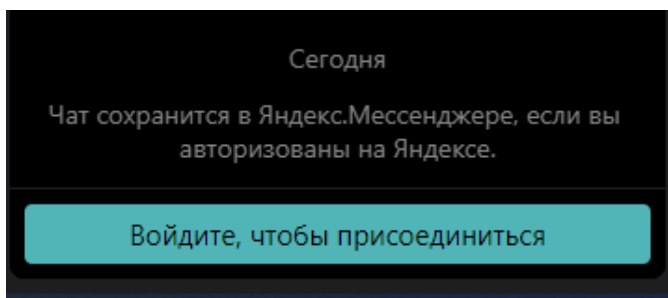 Сегодня
Чат сохранится в Яндекс.Мессенджере, если вы
авторизованы на Яндексе.
Войдите, чтобы присоединиться